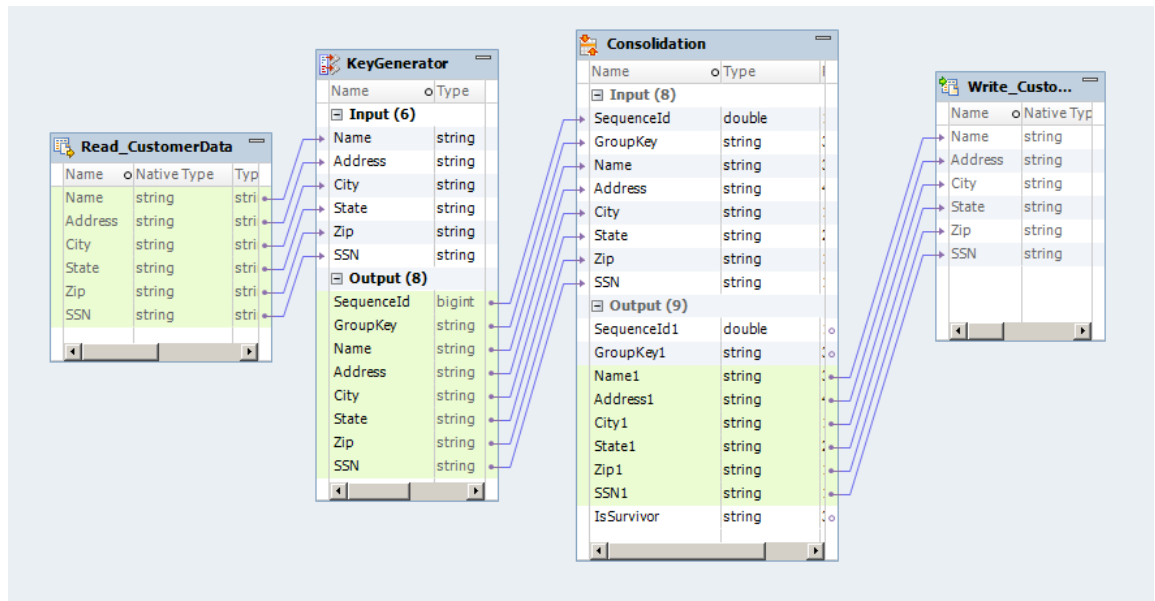 Read_CustomerData
Name Native Type Typ
Name string stri
Address string stri
City string stri
State string stri
Zip string stri
SSN string stri
KeyGenerator
Name Type
Input (6)
Name string
Address string
City string
State string
Zip string
SSN string
Output (8)
SequenceId bigint
GroupKey string
Name string
Address string
City string
State string
Zip string
SSN string
Consolidation
Name Type
Input (8)
SequenceId double
GroupKey string
Name string
Address string 4
City string
State string 2
Zip string
SSN string
Output (9)
SequenceId1 double
GroupKey1 string
Name1 string
Address1 string 4
City1 string
State1 string 2
Zip1 string
SSN1 string
IsSurvivor string
Write_Custo...
Name Native Typ
Name string
Address string
City string
State string
Zip string
SSN string